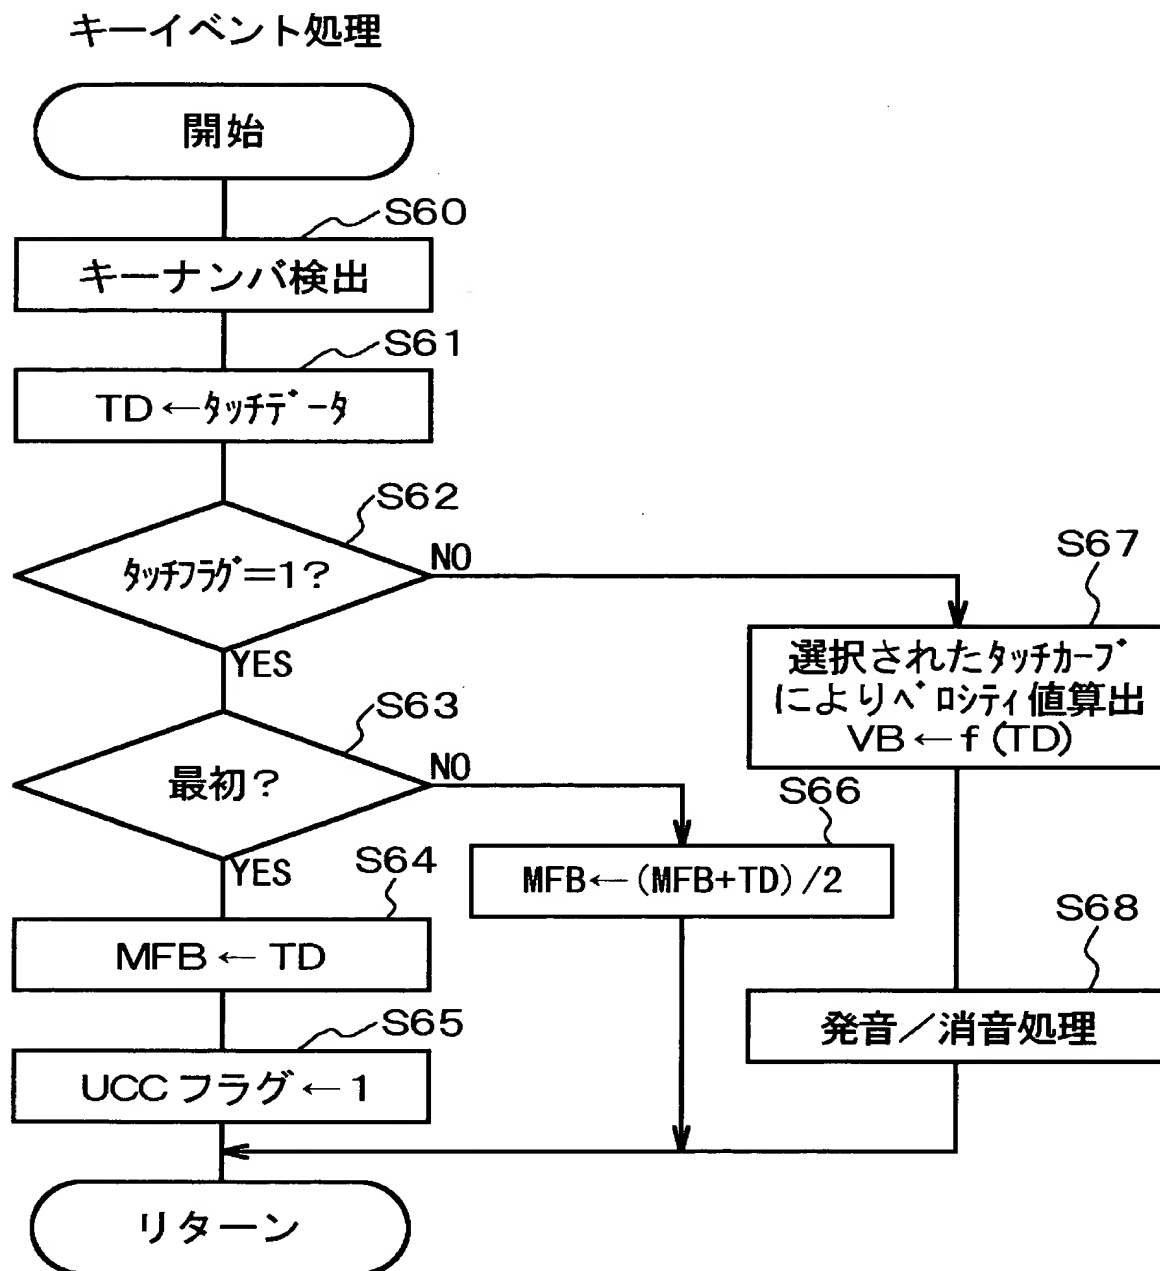 キーイベント処理
開始
S60
キーナンバ検出
S61
TD←ﾀｯﾁﾃﾞｰﾀ
S62
ﾀｯﾁﾌﾗｸﾞ=1?
NO
YES
S63
最初?
NO
YES
S64
MFB←TD
S65
UCCフラグ←1
S66
MFB←(MFB+TD)/2
S67
選択されたﾀｯﾁｶｰﾌﾞ
によりﾍﾞﾛｼﾃｨ値算出
VB←f(TD)
S68
発音/消音処理
リターン